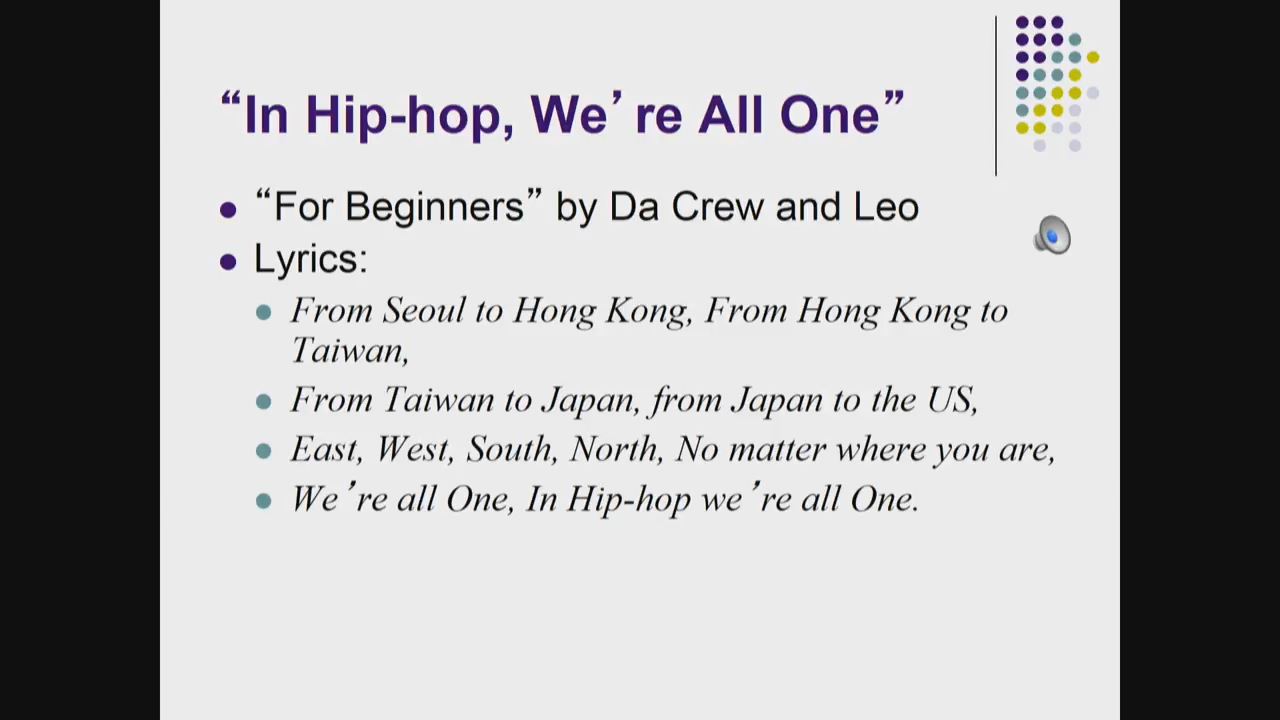 “In Hip-hop, We’re All One”
“For Beginners” by Da Crew and Leo
Lyrics:
From Seoul to Hong Kong, From Hong Kong to
Taiwan,
From Taiwan to Japan, from Japan to the US,
East, West, South, North, No matter where you are,
We’re all One, In Hip-hop we’re all One.